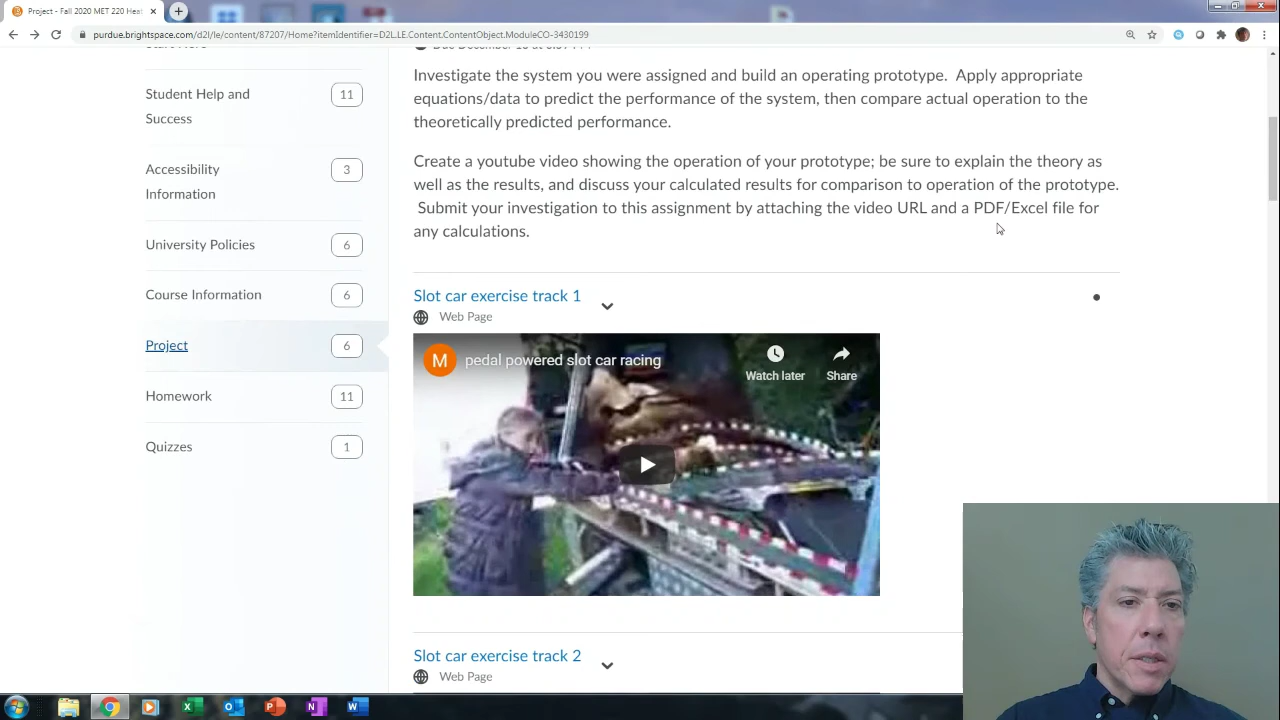 Project - Fall 2020 MET 220 Hea
purdue.brightspace.com/d2l/le/content/87207/Home?itemIdentifier=D2L.LE.Content.ContentObject.ModuleCO-3430199
Student Help and
Success
11
Accessibility
Information
3
University Policies
6
Course Information
6
Project
6
Homework
11
Quizzes
1
Investigate the system you were assigned and build an operating prototype. Apply appropriate
equations/data to predict the performance of the system, then compare actual operation to the
theoretically predicted performance.
Create a youtube video showing the operation of your prototype; be sure to explain the theory as
well as the results, and discuss your calculated results for comparison to operation of the prototype.
Submit your investigation to this assignment by attaching the video URL and a PDF/Excel file for
any calculations.
Slot car exercise track 1
Web Page
M
pedal powered slot car racing
Watch later
Share
Slot car exercise track 2
Web Page